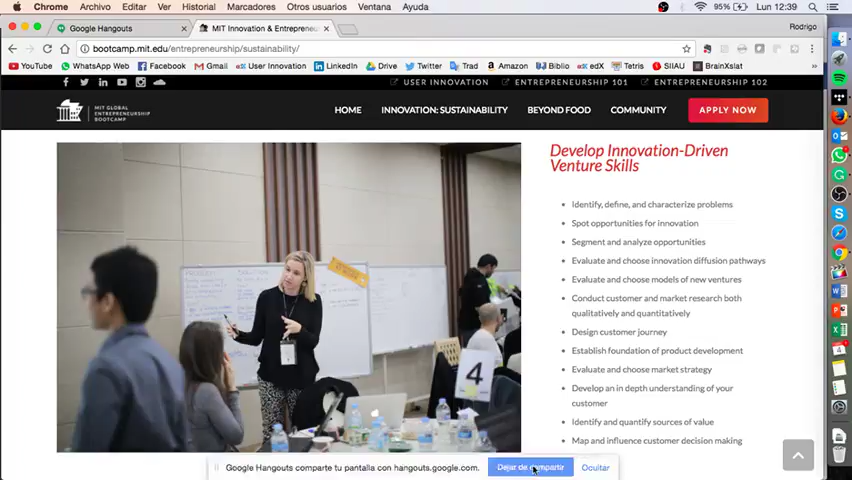 Chrome Archivo Editar Ver Historial Marcadores Otros usuarios Ventana Ayuda 95% Lun 12:39
Google Hangouts × MIT Innovation & Entrepreneu × Rodrigo
bootcamp.mit.edu/entrepreneurship/sustainability/
YouTube WhatsApp Web Facebook Gmail User Innovation LinkedIn Drive Twitter Trad Amazon Bizlay edX Tetris SIIAU BrainXslat
USER INNOVATION ENTREPRENEURSHIP 101 ENTREPRENEURSHIP 102
MIT GLOBAL
ENTREPRENEURSHIP
BOOTCAMP
HOME INNOVATION: SUSTAINABILITY BEYOND FOOD COMMUNITY APPLY NOW
Develop Innovation-Driven
Venture Skills
• Identify, define, and characterize problems
• Spot opportunities for innovation
• Segment and analyze opportunities
• Evaluate and choose innovation diffusion pathways
• Evaluate and choose models of new ventures
• Conduct customer and market research both
qualitatively and quantitatively
• Design customer journey
• Establish foundation of product development
• Evaluate and choose market strategy
• Develop an in depth understanding of your
customer
• Identify and quantify sources of value
• Map and influence customer decision making
4
Google Hangouts comparte tu pantalla con hangouts.google.com. Dejar de compartir Ocultar